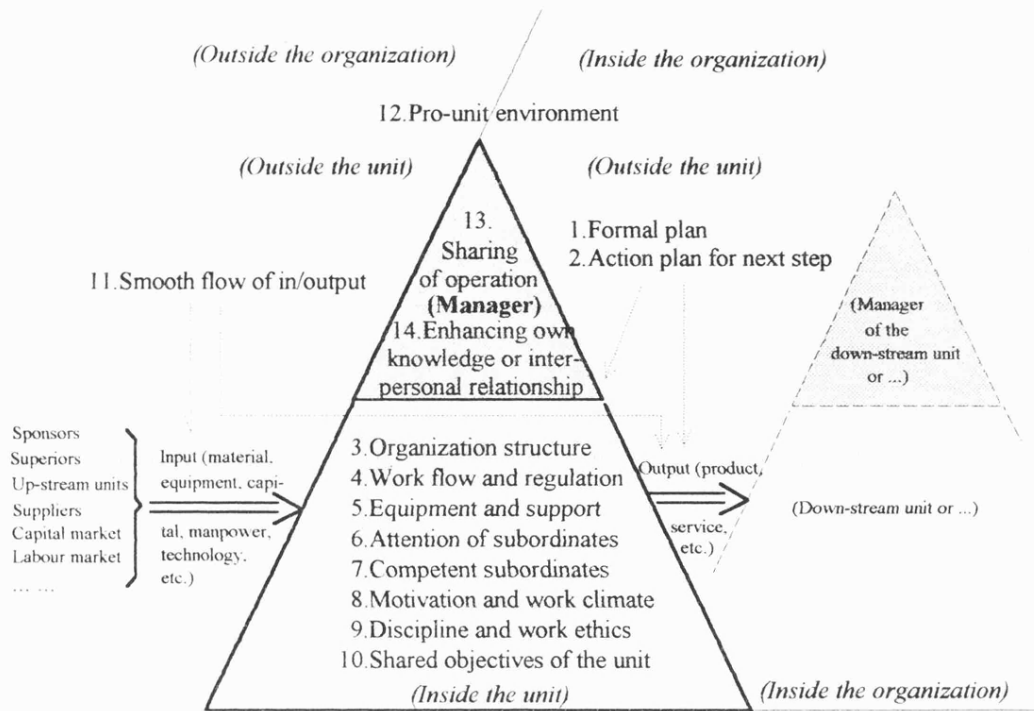 (Outside the organization)
(Inside the organization)
12.Pro-unit environment
(Outside the unit)
(Outside the unit)
13.
Sharing
of operation
(Manager)
14.Enhancing own
knowledge or inter-
personal relationship
1.Formal plan
2.Action plan for next step
11.Smooth flow of in/output
(Manager
of the
down-stream unit
or ...)
Sponsors
Superiors
Up-stream units
Suppliers
Capital market
Labour market
... ...
Input (material,
equipment, capi-
tal, manpower,
technology,
etc.)
3.Organization structure
4.Work flow and regulation
5.Equipment and support
6.Attention of subordinates
7.Competent subordinates
8.Motivation and work climate
9.Discipline and work ethics
10.Shared objectives of the unit
(Inside the unit)
Output (product,
service,
etc.)
(Down-stream unit or ...)
(Inside the organization)